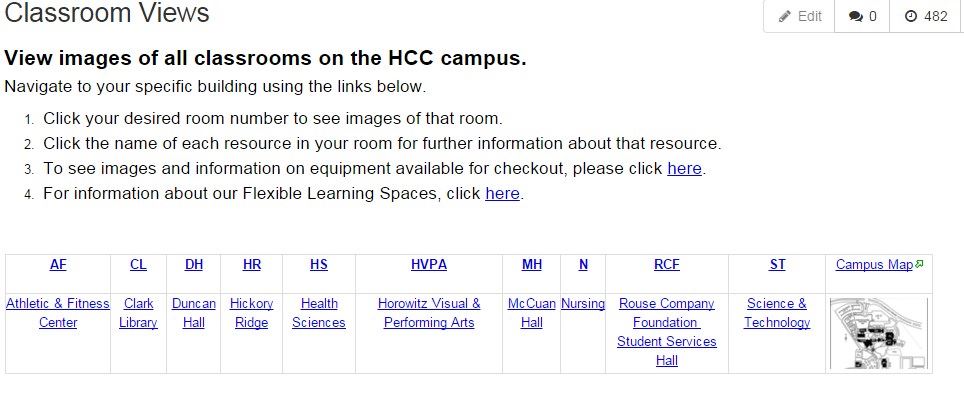 Classroom Views
Edit 0 482
View images of all classrooms on the HCC campus.
Navigate to your specific building using the links below.
1. Click your desired room number to see images of that room.
2. Click the name of each resource in your room for further information about that resource.
3. To see images and information on equipment available for checkout, please click here.
4. For information about our Flexible Learning Spaces, click here.
AF CL DH HR HS HVPA MH N RCF ST Campus Map
Athletic & Fitness Clark Duncan Hickory Health Horowitz Visual & McCuan Nursing Rouse Company Science &
Center Library Hall Ridge Sciences Performing Arts Hall Foundation Technology
Student Services
Hall